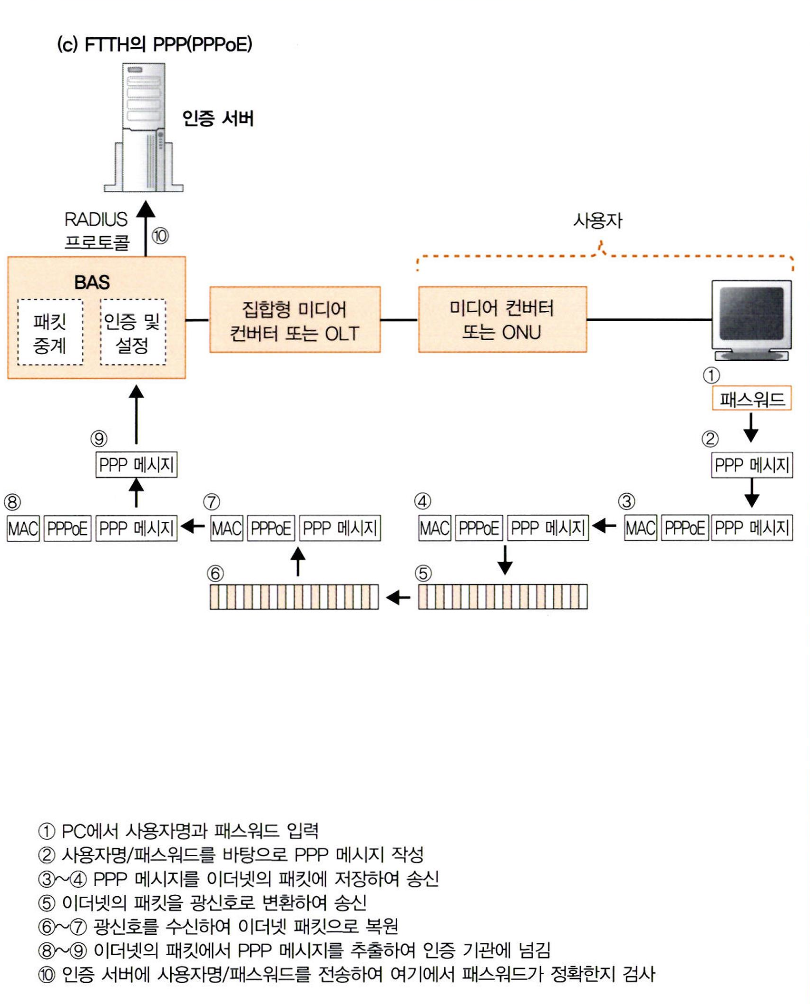 (c) FTTH의 PPP(PPPoE)
인증 서버
RADIUS
프로토콜
⑩
사용자
BAS
패킷
중계
인증 및
설정
집합형 미디어
컨버터 또는 OLT
미디어 컨버터
또는 ONU
①
패스워드
②
PPP 메시지
⑨
PPP 메시지
⑧
MAC PPPoE PPP 메시지
⑦
MAC PPPoE PPP 메시지
④
MAC PPPoE PPP 메시지
③
MAC PPPoE PPP 메시지
⑥
⑤
① PC에서 사용자명과 패스워드 입력
② 사용자명/패스워드를 바탕으로 PPP 메시지 작성
③~④ PPP 메시지를 이더넷의 패킷에 저장하여 송신
⑤ 이더넷의 패킷을 광신호로 변환하여 송신
⑥~⑦ 광신호를 수신하여 이더넷 패킷으로 복원
⑧~⑨ 이더넷의 패킷에서 PPP 메시지를 추출하여 인증 기관에 넘김
⑩ 인증 서버에 사용자명/패스워드를 전송하여 여기에서 패스워드가 정확한지 검사